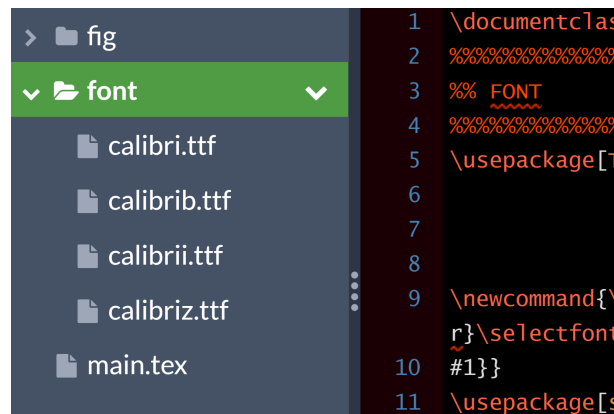 fig
font
calibri.ttf
calibrib.ttf
calibrii.ttf
calibriz.ttf
main.tex
1 \documentclas
2 %%%%%%%%%%%%%
3 %% FONT
4 %%%%%%%%%%%%%
5 \usepackage[T
6
7
8
9 \newcommand{\
r}\selectfont
10 #1}}
11 \usepackage[s